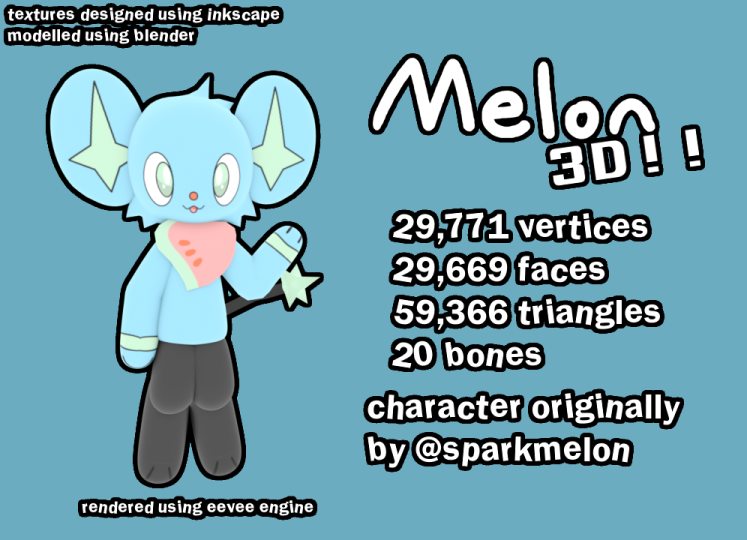 textures designed using inkscape
modelled using blender
Melon
3D!!
29,771 vertices
29,669 faces
59,366 triangles
20 bones
character originally
by @sparkmelon
rendered using eevee engine